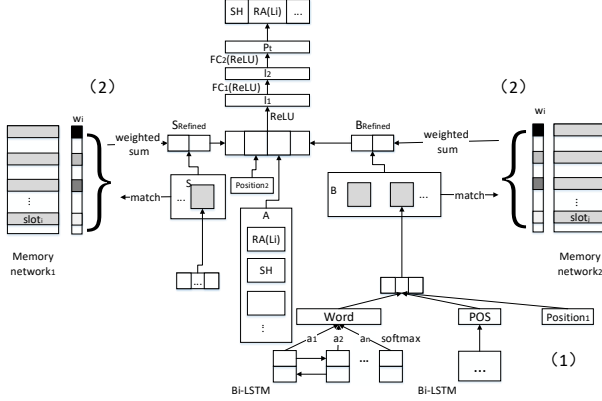 SH RA(Li) ...
Pt
FC2(ReLU)
l2
FC1(ReLU)
l1
ReLU
(2)
(2)
wi
wi
SRefined
BRefined
weighted sum
weighted sum
S
...
B
...
match
match
Position2
A
RA(Li)
SH
⋮
⋮
sloti
⋮
slotj
Memory network1
Memory network2
...
Word
POS
Position1
a1 a2 an softmax
...
...
(1)
Bi-LSTM
Bi-LSTM